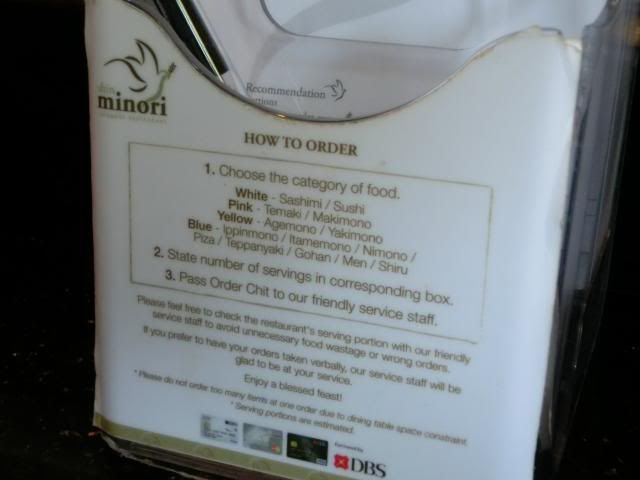 Recommendation
shin
minori
japanese restaurant
HOW TO ORDER
1. Choose the category of food.
White - Sashimi / Sushi
Pink - Temaki / Makimono
Yellow - Agemono / Yakimono
Blue - Ippinmono / Itamemono / Nimono /
Piza / Teppanyaki / Gohan / Men / Shiru
2. State number of servings in corresponding box.
3. Pass Order Chit to our friendly service staff.
Please feel free to check the restaurant's serving portion with our friendly
service staff to avoid unnecessary food wastage or wrong orders.
If you prefer to have your orders taken verbally, our service staff will be
glad to be at your service.
Enjoy a blessed feast!
* Please do not order too many items at one order due to dining table space constraint
* Serving portions are estimated.
DBS